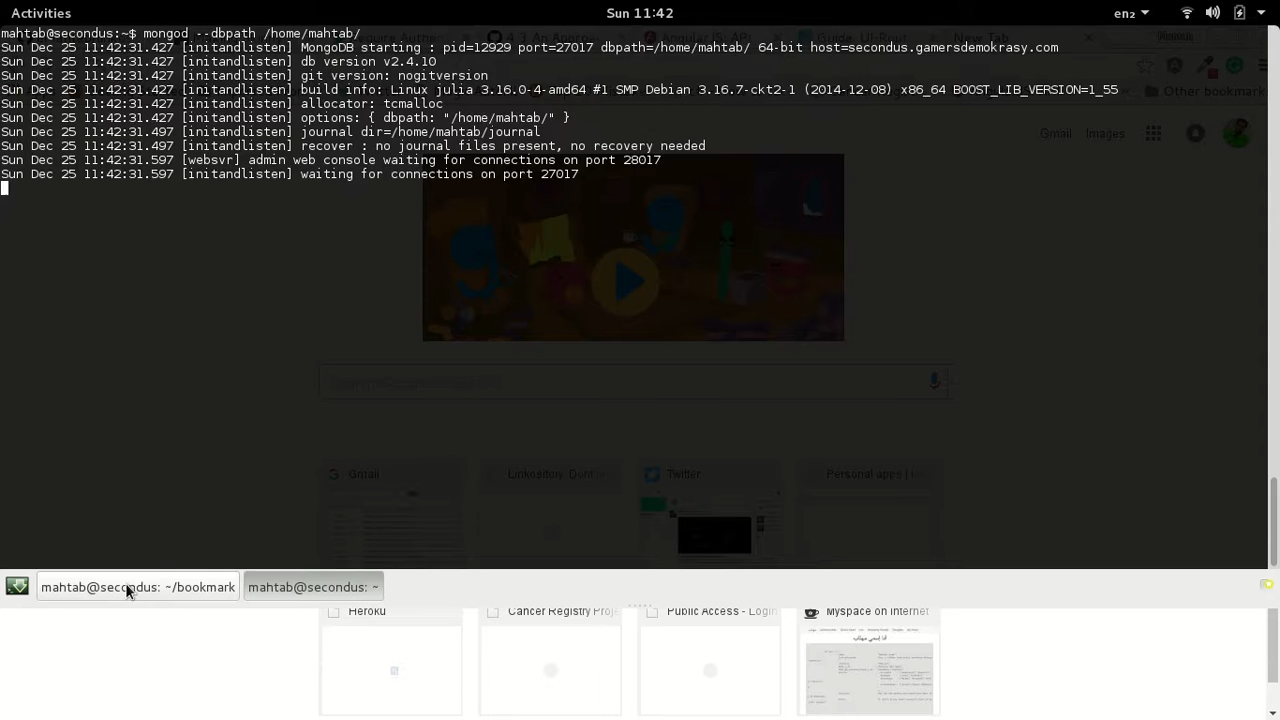 Activities
Sun 11:42
en₂
mahtab@secondus:~$ mongod --dbpath /home/mahtab/
Sun Dec 25 11:42:31.427 [initandlisten] MongoDB starting : pid=12929 port=27017 dbpath=/home/mahtab/ 64-bit host=secondus.gamersdemokrasy.com
Sun Dec 25 11:42:31.427 [initandlisten] db version v2.4.10
Sun Dec 25 11:42:31.427 [initandlisten] git version: nogitversion
Sun Dec 25 11:42:31.427 [initandlisten] build info: Linux julia 3.16.0-4-amd64 #1 SMP Debian 3.16.7-ckt2-1 (2014-12-08) x86_64 BOOST_LIB_VERSION=1_55
Sun Dec 25 11:42:31.427 [initandlisten] allocator: tcmalloc
Sun Dec 25 11:42:31.427 [initandlisten] options: { dbpath: "/home/mahtab/" }
Sun Dec 25 11:42:31.497 [initandlisten] journal dir=/home/mahtab/journal
Sun Dec 25 11:42:31.497 [initandlisten] recover : no journal files present, no recovery needed
Sun Dec 25 11:42:31.597 [websvr] admin web console waiting for connections on port 28017
Sun Dec 25 11:42:31.597 [initandlisten] waiting for connections on port 27017
Other bookmark
Gmail Images
Gmail
Linkository
Twitter
Personal apps |
mahtab@secondus: ~/bookmark
mahtab@secondus: ~
Heroku
Cancer Registry Proj
Public Access - Login
Myspace on Internet